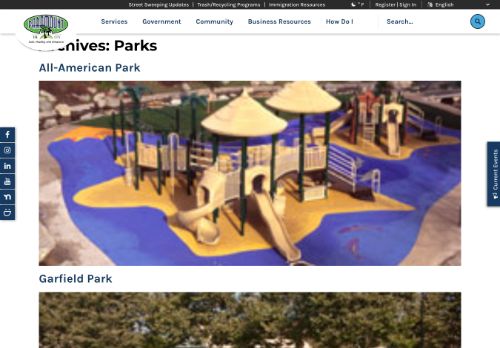 Street Sweeping Updates | Trash/Recycling Programs | Immigration Resources
° F | Register | Sign In | English
PARAMOUNT
Services Government Community Business Resources How Do I Search...
chives: Parks
All-American Park
Current Events
Garfield Park